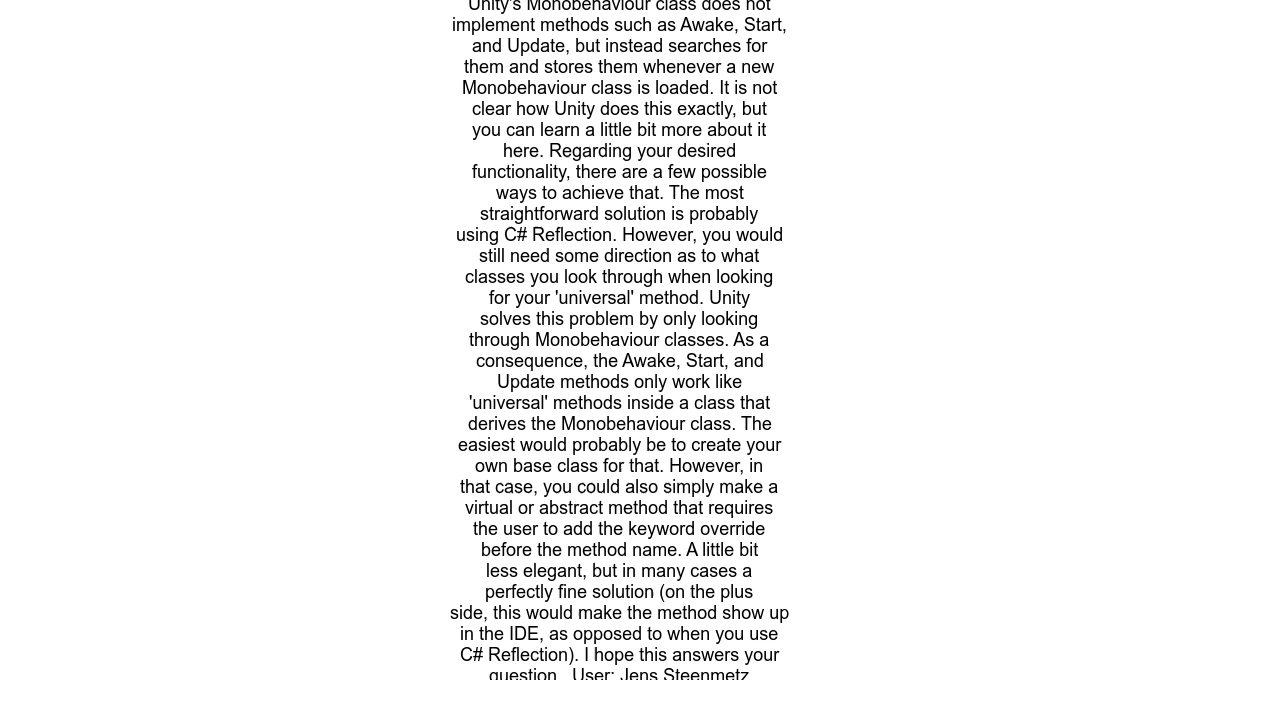 Unity's Monobehaviour class does not
implement methods such as Awake, Start,
and Update, but instead searches for
them and stores them whenever a new
Monobehaviour class is loaded. It is not
clear how Unity does this exactly, but
you can learn a little bit more about it
here. Regarding your desired
functionality, there are a few possible
ways to achieve that. The most
straightforward solution is probably
using C# Reflection. However, you would
still need some direction as to what
classes you look through when looking
for your 'universal' method. Unity
solves this problem by only looking
through Monobehaviour classes. As a
consequence, the Awake, Start, and
Update methods only work like
'universal' methods inside a class that
derives the Monobehaviour class. The
easiest would probably be to create your
own base class for that. However, in
that case, you could also simply make a
virtual or abstract method that requires
the user to add the keyword override
before the method name. A little bit
less elegant, but in many cases a
perfectly fine solution (on the plus
side, this would make the method show up
in the IDE, as opposed to when you use
C# Reflection). I hope this answers your
question. User: Jens Steenmetz